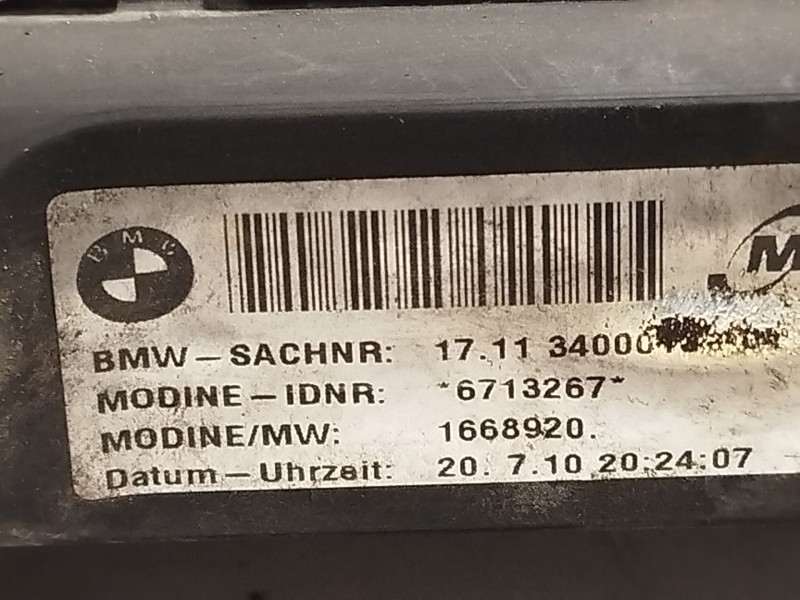 BMC
M
BMW-SACHNR: 17.11 34000
MODINE-IDNR: *6713267*
MODINE/MW: 1668920.
Datum-Uhrzeit: 20. 7.10 20:24:07